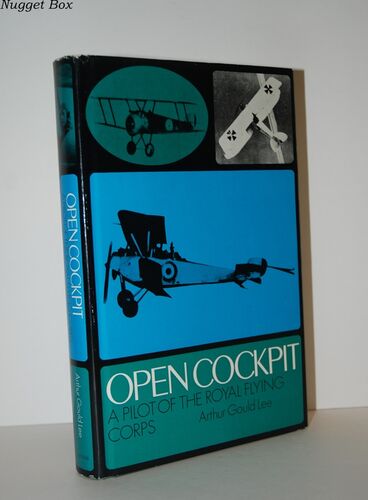 Nugget Box
OPEN COCKPIT
A PILOT OF THE ROYAL FLYING
CORPS Arthur Gould Lee
OPEN COCKPIT
Arthur Gould Lee